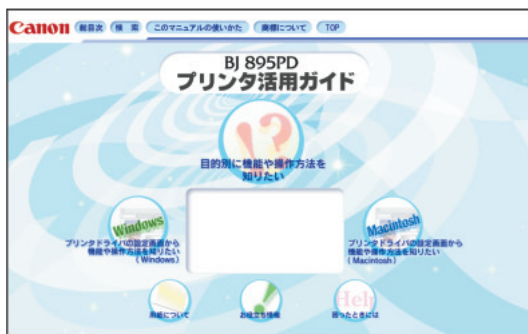 Canon 総目次 検 索 このマニュアルの使いかた 商標について TOP
BJ 895PD
プリンタ活用ガイド
!?
目的別に機能や操作方法を
知りたい
Windows
プリンタドライバの設定画面から
機能や操作方法を知りたい
(Windows)
Macintosh
プリンタドライバの設定画面から
機能や操作方法を知りたい
(Macintosh)
用紙について
お役立ち情報
Help
困ったときには